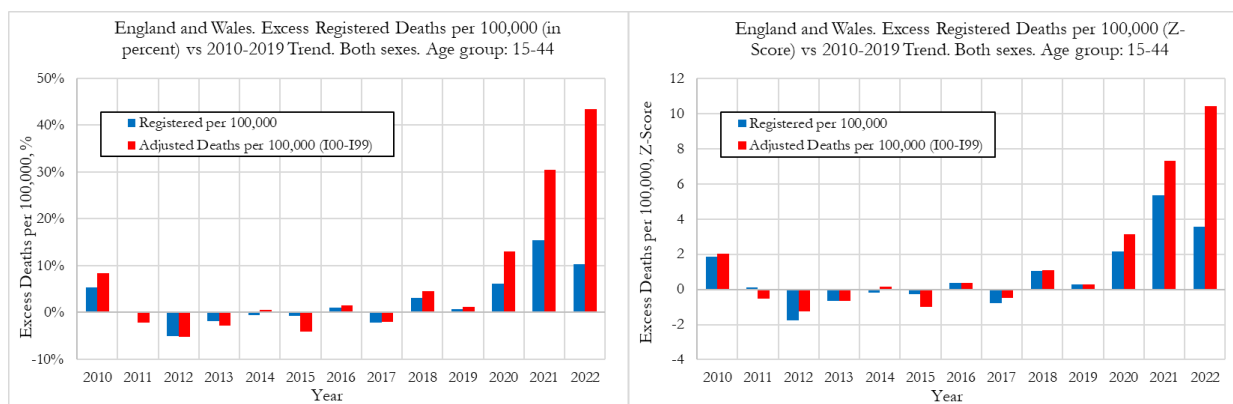 England and Wales. Excess Registered Deaths per 100,000 (in
percent) vs 2010-2019 Trend. Both sexes. Age group: 15-44
50%
40%
30%
20%
10%
0%
-10%
Excess Deaths per 100,000, %
Registered per 100,000
Adjusted Deaths per 100,000 (I00-I99)
2010 2011 2012 2013 2014 2015 2016 2017 2018 2019 2020 2021 2022
Year
England and Wales. Excess Registered Deaths per 100,000 (Z-
Score) vs 2010-2019 Trend. Both sexes. Age group: 15-44
12
10
8
6
4
2
0
-2
-4
Excess Deaths per 100,000, Z-Score
Registered per 100,000
Adjusted Deaths per 100,000 (I00-I99)
2010 2011 2012 2013 2014 2015 2016 2017 2018 2019 2020 2021 2022
Year